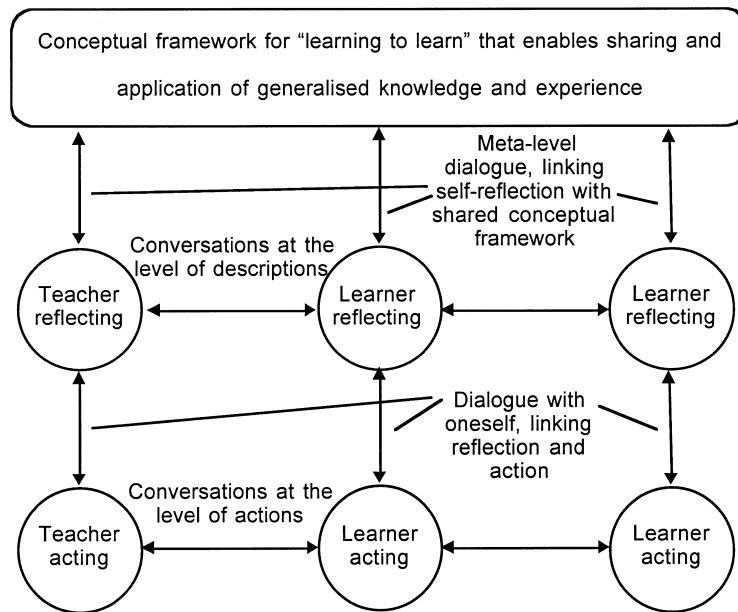 Conceptual framework for “learning to learn” that enables sharing and
application of generalised knowledge and experience
Meta-level
dialogue, linking
self-reflection with
shared conceptual
framework
Conversations at the
level of descriptions
Teacher
reflecting
Learner
reflecting
Learner
reflecting
Dialogue with
oneself, linking
reflection and
action
Conversations at the
level of actions
Teacher
acting
Learner
acting
Learner
acting